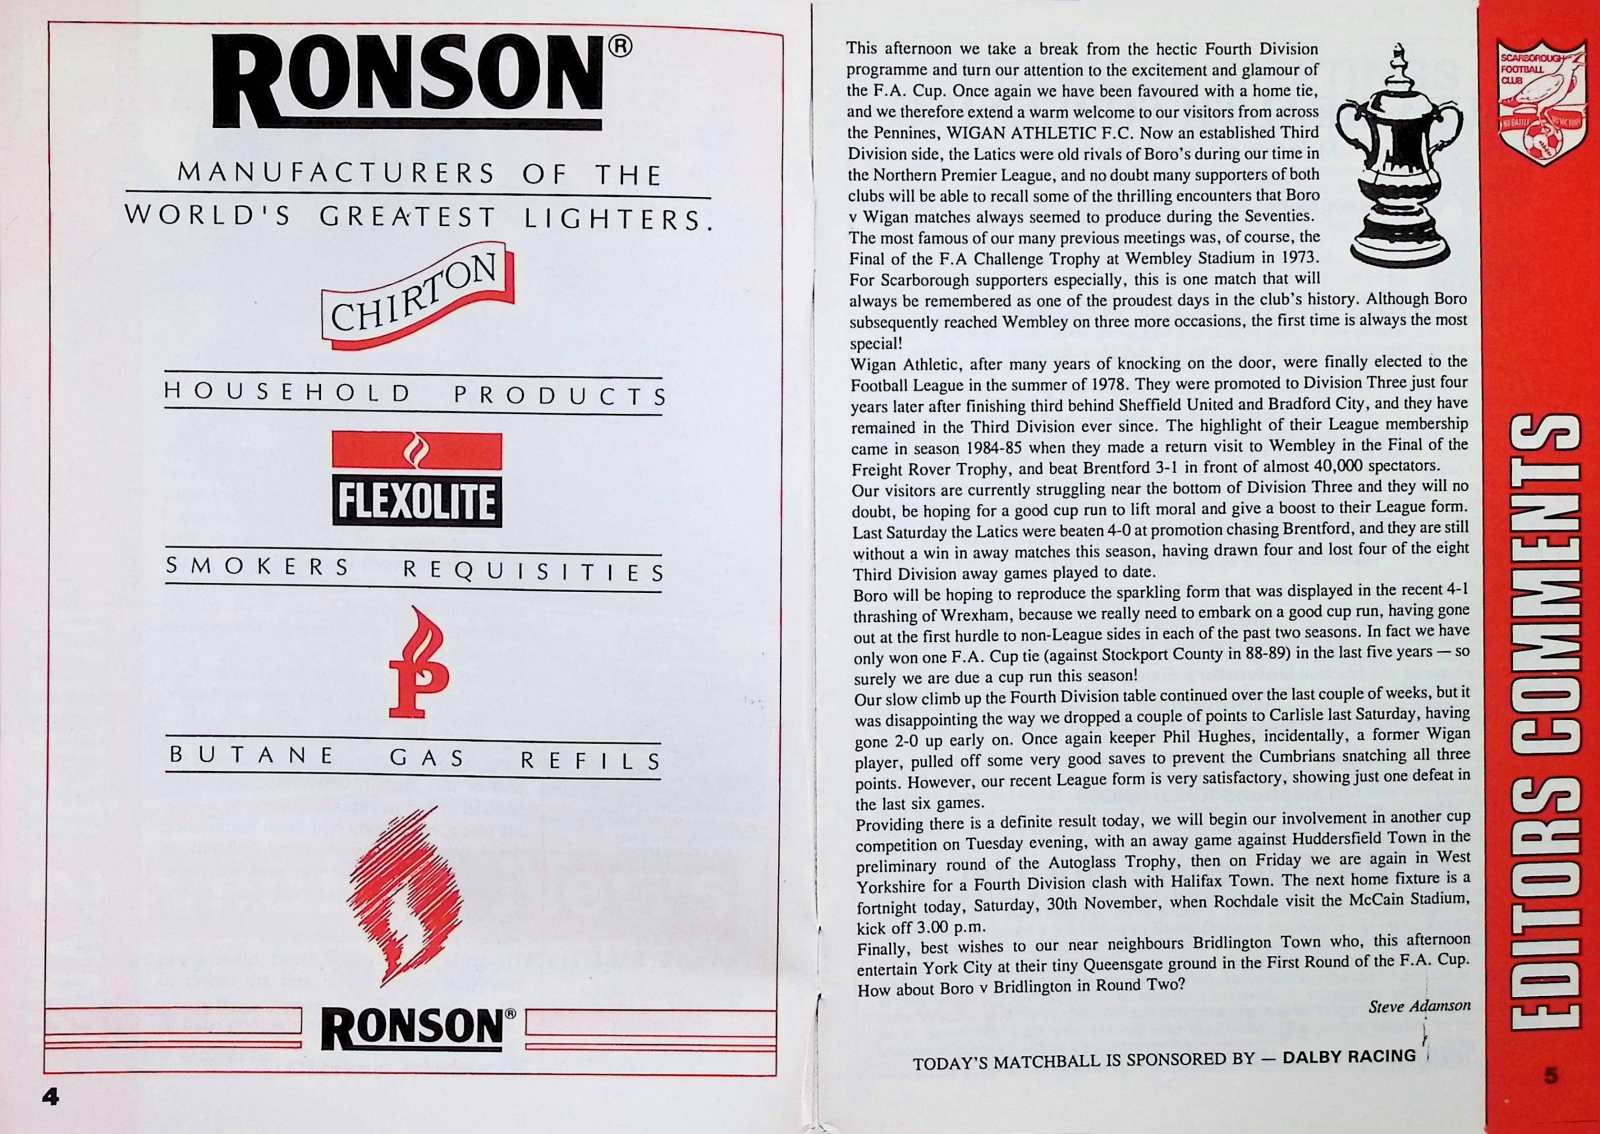 RONSON®
MANUFACTURERS OF THE
WORLD'S GREATEST LIGHTERS.
CHIRTON
HOUSEHOLD PRODUCTS
FLEXOLITE
SMOKERS REQUISITIES
P
BUTANE GAS REFILS
RONSON®
4
This afternoon we take a break from the hectic Fourth Division
programme and turn our attention to the excitement and glamour of
the F.A. Cup. Once again we have been favoured with a home tie,
and we therefore extend a warm welcome to our visitors from across
the Pennines, WIGAN ATHLETIC F.C. Now an established Third
Division side, the Latics were old rivals of Boro's during our time in
the Northern Premier League, and no doubt many supporters of both
clubs will be able to recall some of the thrilling encounters that Boro
v Wigan matches always seemed to produce during the Seventies.
The most famous of our many previous meetings was, of course, the
Final of the F.A Challenge Trophy at Wembley Stadium in 1973.
For Scarborough supporters especially, this is one match that will
always be remembered as one of the proudest days in the club's history. Although Boro
subsequently reached Wembley on three more occasions, the first time is always the most
special!
Wigan Athletic, after many years of knocking on the door, were finally elected to the
Football League in the summer of 1978. They were promoted to Division Three just four
years later after finishing third behind Sheffield United and Bradford City, and they have
remained in the Third Division ever since. The highlight of their League membership
came in season 1984-85 when they made a return visit to Wembley in the Final of the
Freight Rover Trophy, and beat Brentford 3-1 in front of almost 40,000 spectators.
Our visitors are currently struggling near the bottom of Division Three and they will no
doubt, be hoping for a good cup run to lift moral and give a boost to their League form.
Last Saturday the Latics were beaten 4-0 at promotion chasing Brentford, and they are still
without a win in away matches this season, having drawn four and lost four of the eight
Third Division away games played to date.
Boro will be hoping to reproduce the sparkling form that was displayed in the recent 4-1
thrashing of Wrexham, because we really need to embark on a good cup run, having gone
out at the first hurdle to non-League sides in each of the past two seasons. In fact we have
only won one F.A. Cup tie (against Stockport County in 88-89) in the last five years — so
surely we are due a cup run this season!
Our slow climb up the Fourth Division table continued over the last couple of weeks, but it
was disappointing the way we dropped a couple of points to Carlisle last Saturday, having
gone 2-0 up early on. Once again keeper Phil Hughes, incidentally, a former Wigan
player, pulled off some very good saves to prevent the Cumbrians snatching all three
points. However, our recent League form is very satisfactory, showing just one defeat in
the last six games.
Providing there is a definite result today, we will begin our involvement in another cup
competition on Tuesday evening, with an away game against Huddersfield Town in the
preliminary round of the Autoglass Trophy, then on Friday we are again in West
Yorkshire for a Fourth Division clash with Halifax Town. The next home fixture is a
fortnight today, Saturday, 30th November, when Rochdale visit the McCain Stadium,
kick off 3.00 p.m.
Finally, best wishes to our near neighbours Bridlington Town who, this afternoon
entertain York City at their tiny Queensgate ground in the First Round of the F.A. Cup.
How about Boro v Bridlington in Round Two?
Steve Adamson
TODAY'S MATCHBALL IS SPONSORED BY — DALBY RACING
SCARBOROUGH
FOOTBALL
CLUB
NO BATTLE
NO VICTORY
EDITORS COMMENTS
5